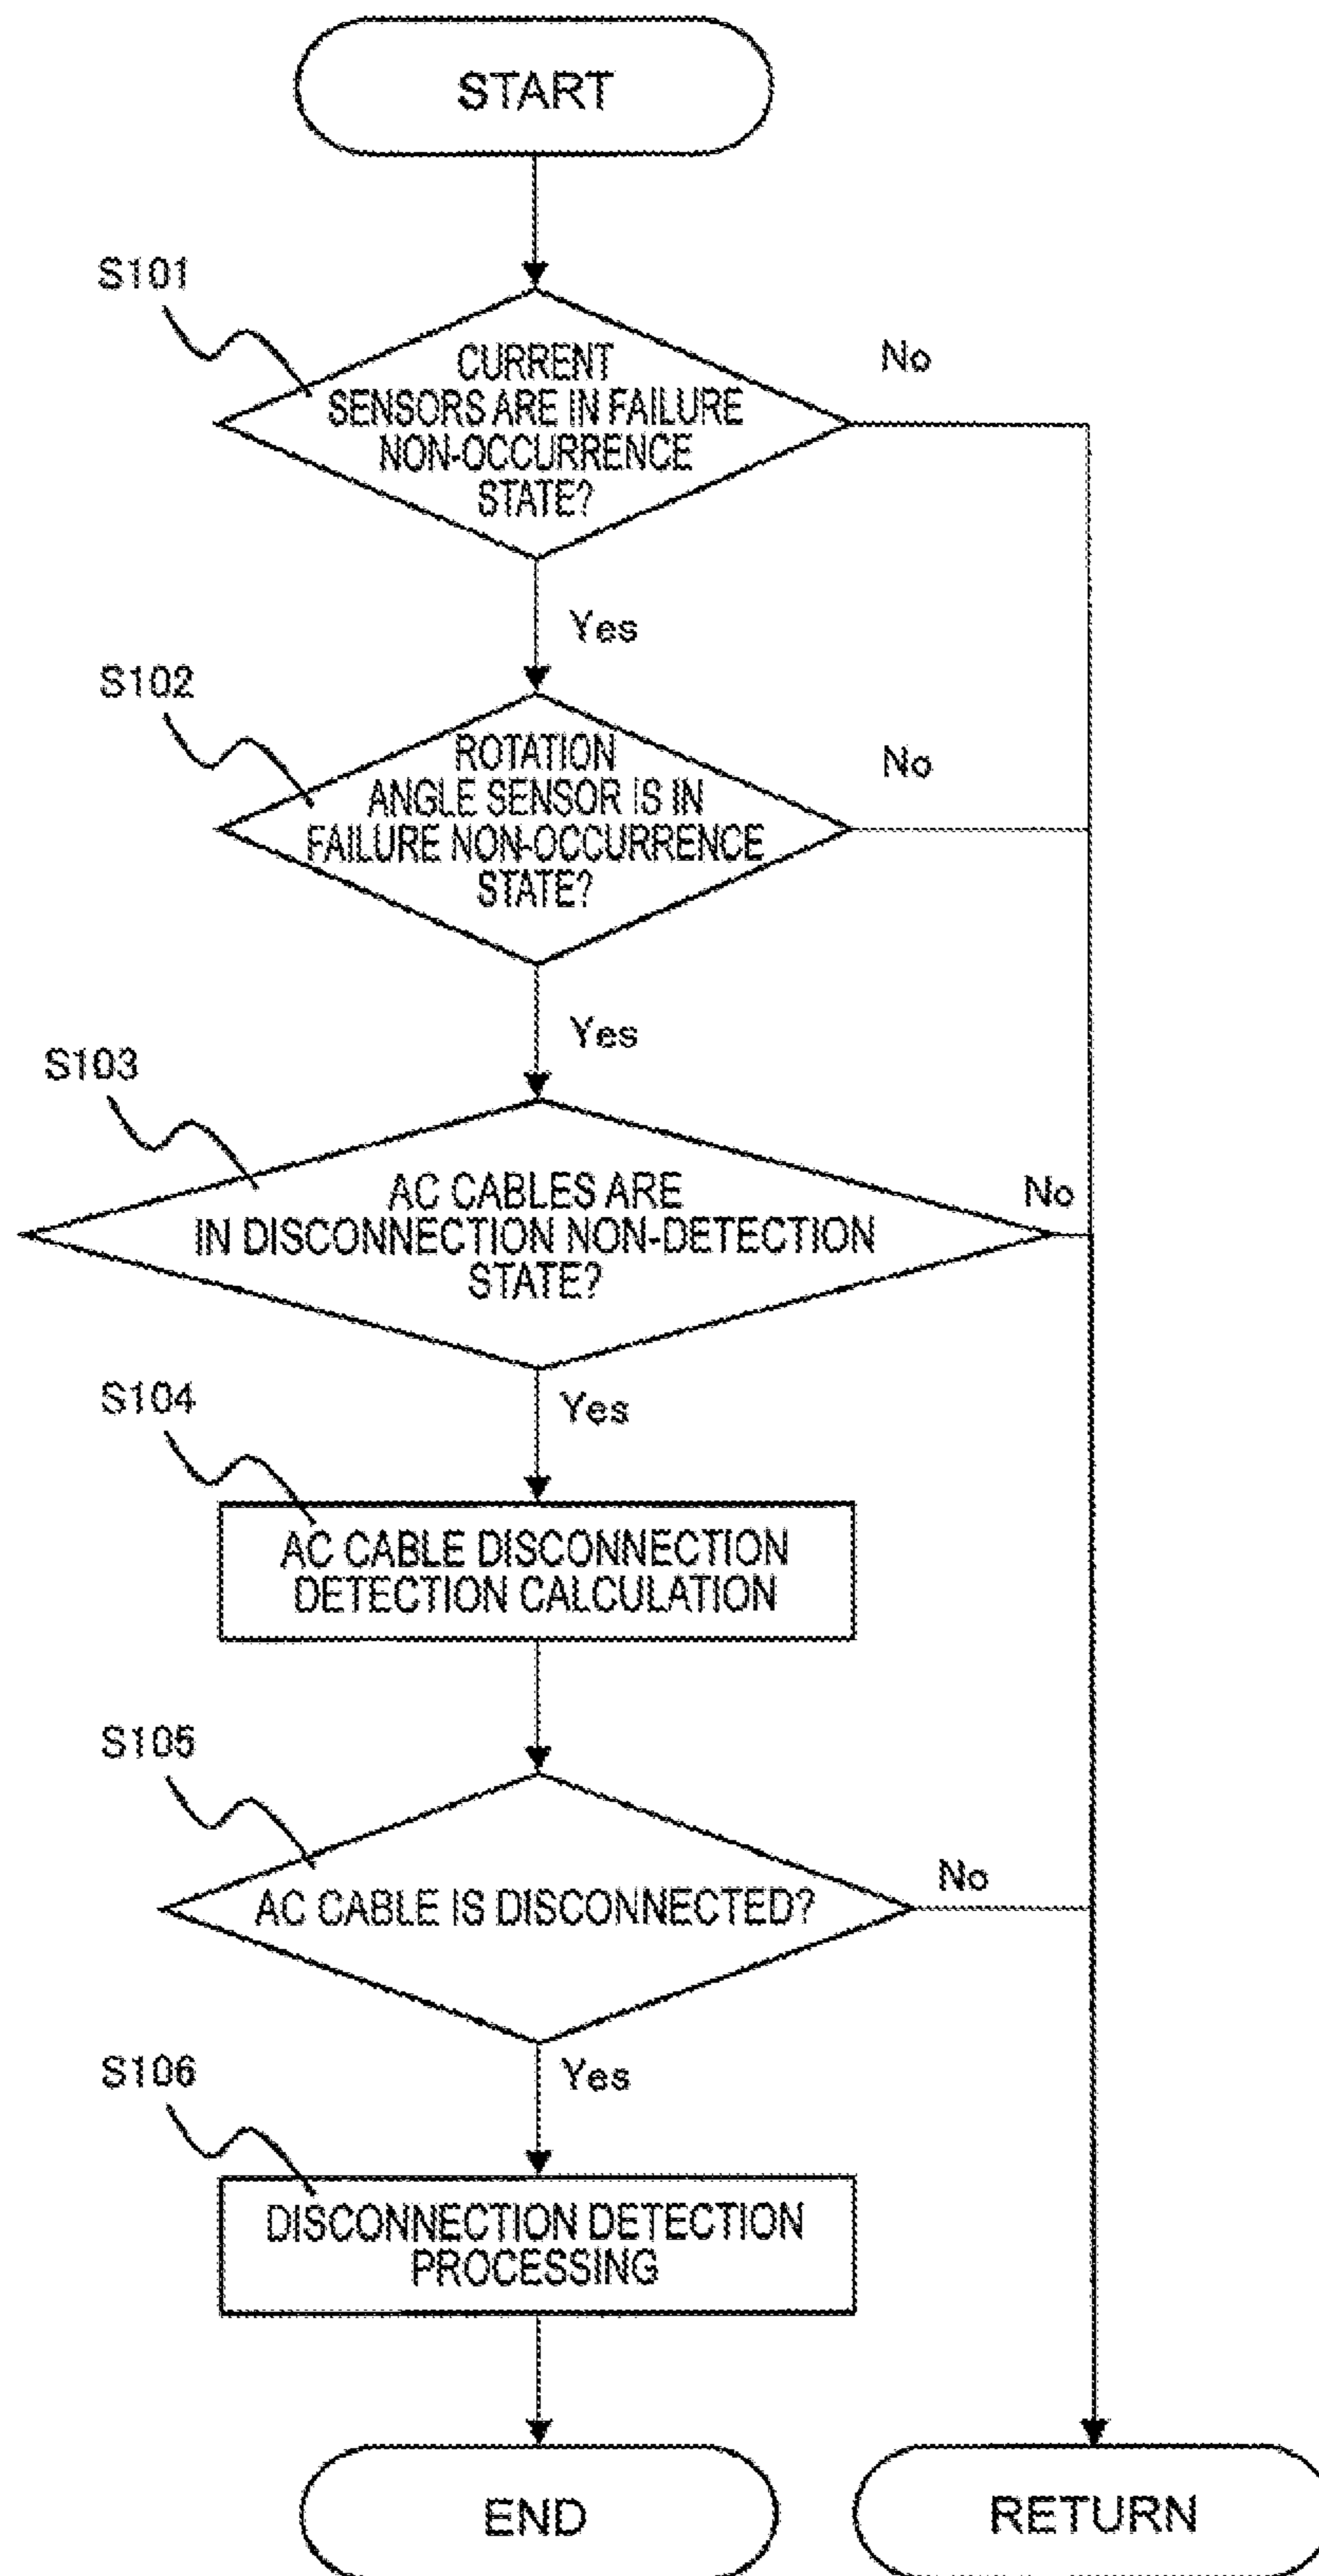 START
S101
CURRENT
SENSORS ARE IN FAILURE
NON-OCCURRENCE
STATE?
No
Yes
S102
ROTATION
ANGLE SENSOR IS IN
FAILURE NON-OCCURRENCE
STATE?
No
Yes
S103
AC CABLES ARE
IN DISCONNECTION NON-DETECTION
STATE?
No
Yes
S104
AC CABLE DISCONNECTION
DETECTION CALCULATION
S105
AC CABLE IS DISCONNECTED?
No
Yes
S106
DISCONNECTION DETECTION
PROCESSING
END
RETURN